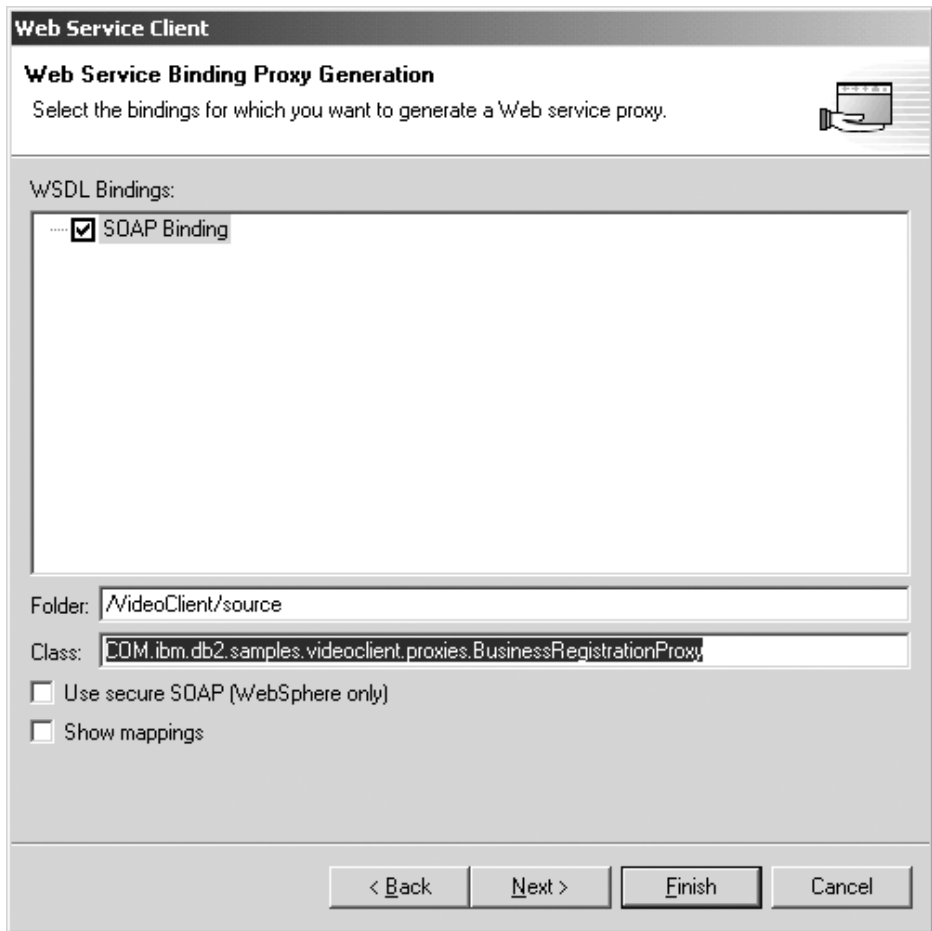 Web Service Client
Web Service Binding Proxy Generation
Select the bindings for which you want to generate a Web service proxy.
WSDL Bindings:
SOAP Binding
Folder: /VideoClient/source
Class: COM.ibm.db2.samples.videoclient.proxies.BusinessRegistrationProxy
Use secure SOAP (WebSphere only)
Show mappings
< Back Next > Finish Cancel